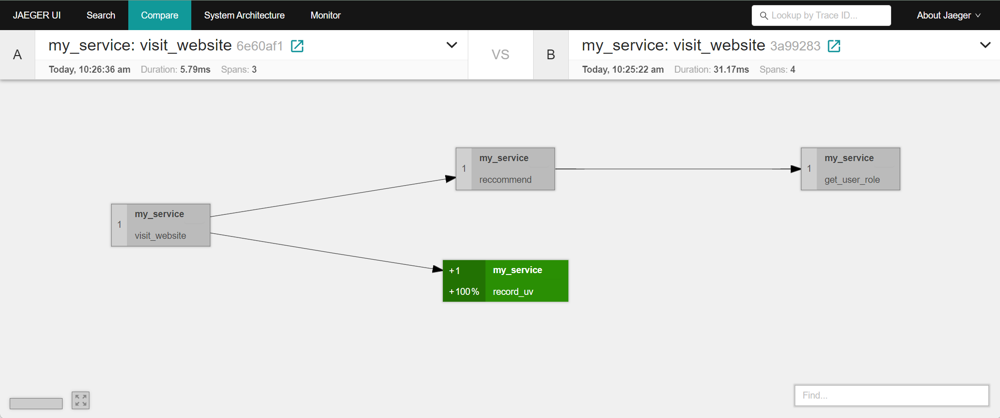 JAEGER UI Search Compare System Architecture Monitor Lookup by Trace ID... About Jaeger
A my_service: visit_website 6e60af1 VS B my_service: visit_website 3a99283
Today, 10:26:36 am Duration: 5.79ms Spans: 3 Today, 10:25:22 am Duration: 31.17ms Spans: 4
1 my_service
reccommend
1 my_service
get_user_role
1 my_service
visit_website
+1 my_service
+100% record_uv
Find...